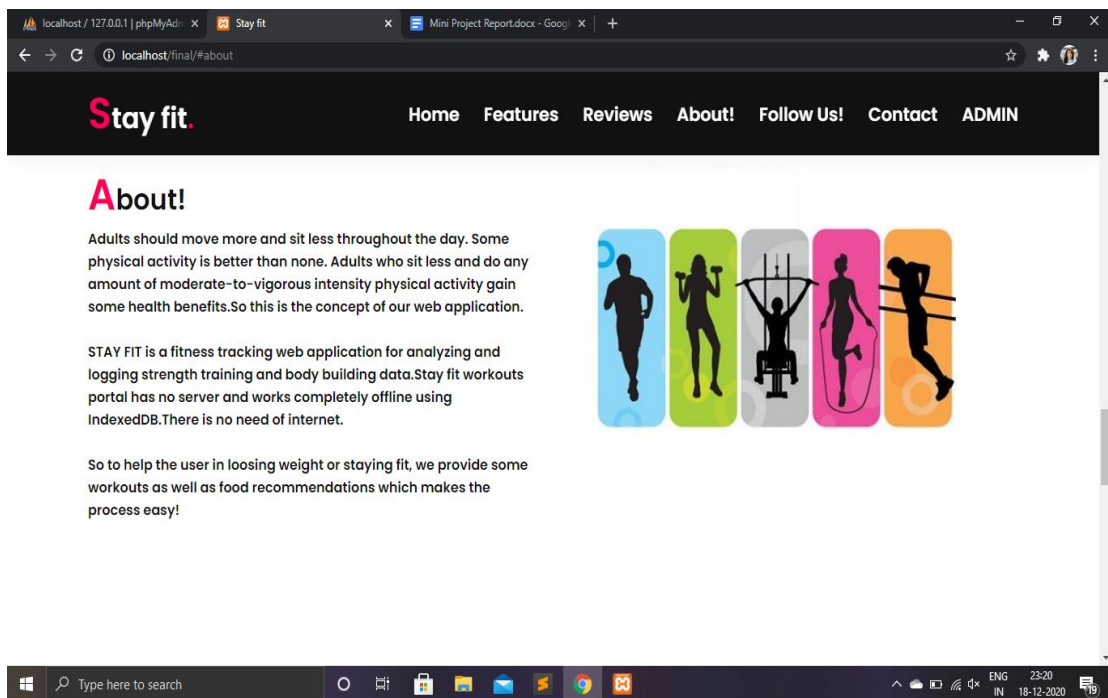 localhost / 127.0.0.1 | phpMyAdm
Stay fit
Mini Project Report.docx - Googl
localhost/final/#about
Stay fit.
Home Features Reviews About! Follow Us! Contact ADMIN
About!
Adults should move more and sit less throughout the day. Some
physical activity is better than none. Adults who sit less and do any
amount of moderate-to-vigorous intensity physical activity gain
some health benefits.So this is the concept of our web application.
STAY FIT is a fitness tracking web application for analyzing and
logging strength training and body building data.Stay fit workouts
portal has no server and works completely offline using
IndexedDB.There is no need of internet.
So to help the user in loosing weight or staying fit, we provide some
workouts as well as food recommendations which makes the
process easy!
Type here to search
ENG
IN
23:20
18-12-2020
19